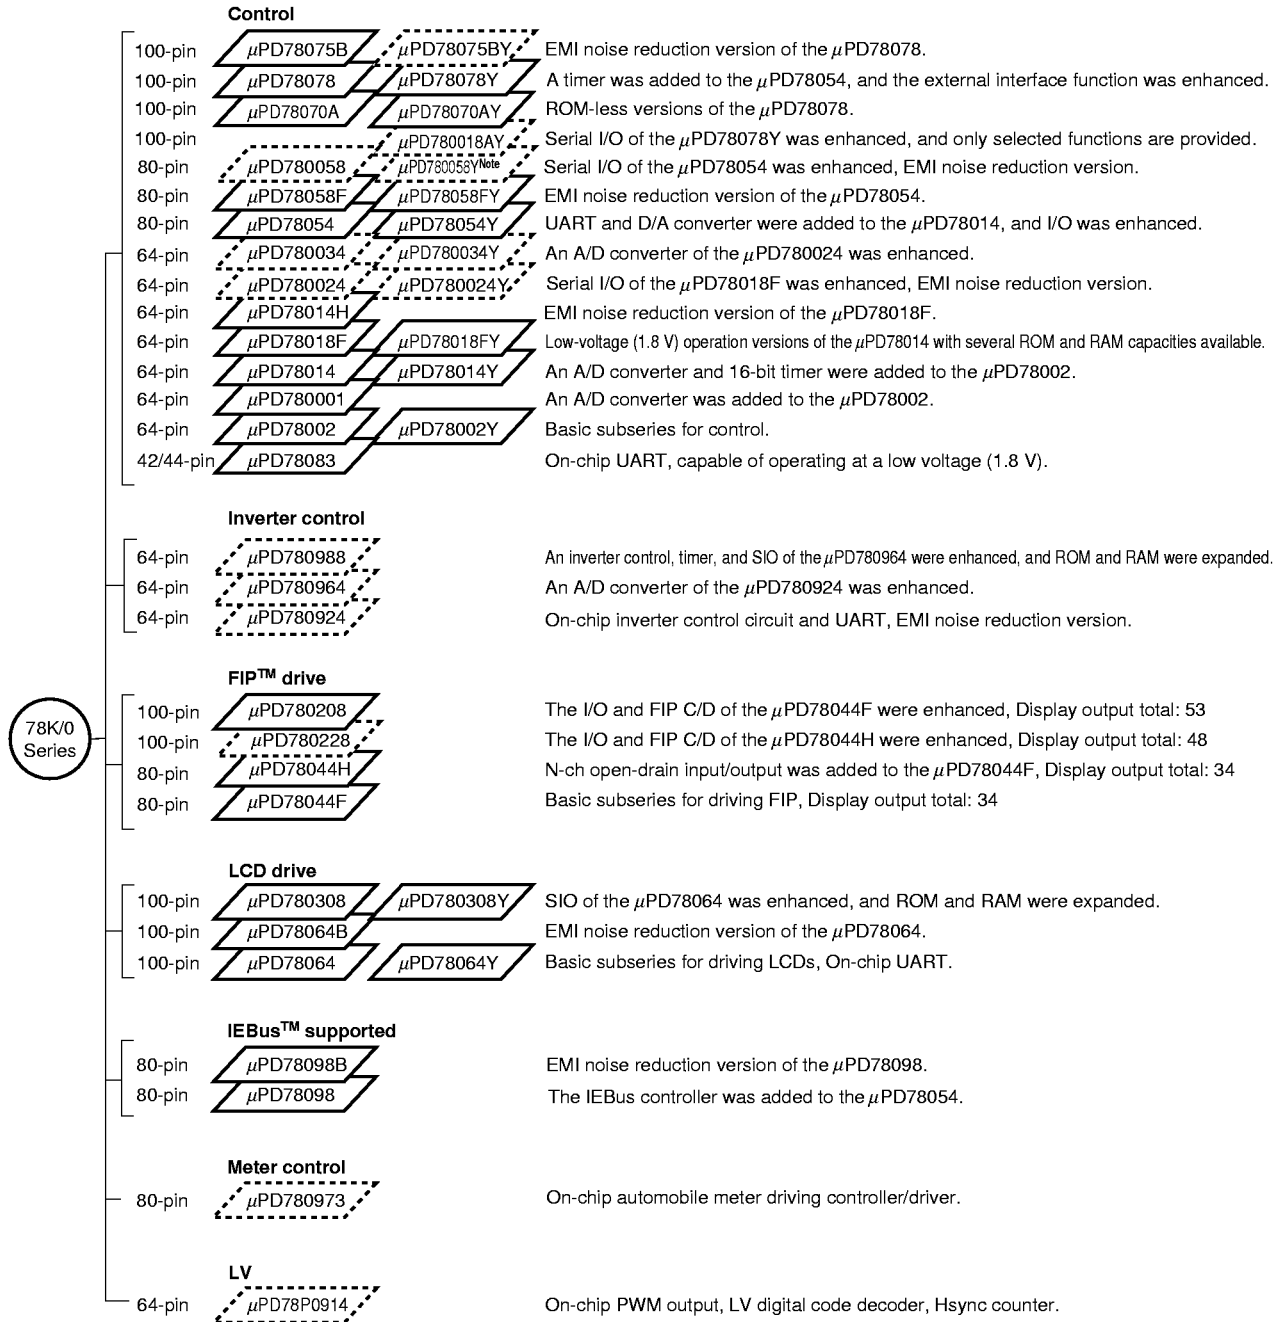 Control
100-pin μPD78075B μPD78075BY EMI noise reduction version of the μPD78078.
100-pin μPD78078 μPD78078Y A timer was added to the μPD78054, and the external interface function was enhanced.
100-pin μPD78070A μPD78070AY ROM-less versions of the μPD78078.
100-pin μPD780018AY Serial I/O of the μPD78078Y was enhanced, and only selected functions are provided.
80-pin μPD780058 μPD780058YNote Serial I/O of the μPD78054 was enhanced, EMI noise reduction version.
80-pin μPD78058F μPD78058FY EMI noise reduction version of the μPD78054.
80-pin μPD78054 μPD78054Y UART and D/A converter were added to the μPD78014, and I/O was enhanced.
64-pin μPD780034 μPD780034Y An A/D converter of the μPD780024 was enhanced.
64-pin μPD780024 μPD780024Y Serial I/O of the μPD78018F was enhanced, EMI noise reduction version.
64-pin μPD78014H EMI noise reduction version of the μPD78018F.
64-pin μPD78018F μPD78018FY Low-voltage (1.8 V) operation versions of the μPD78014 with several ROM and RAM capacities available.
64-pin μPD78014 μPD78014Y An A/D converter and 16-bit timer were added to the μPD78002.
64-pin μPD780001 An A/D converter was added to the μPD78002.
64-pin μPD78002 μPD78002Y Basic subseries for control.
42/44-pin μPD78083 On-chip UART, capable of operating at a low voltage (1.8 V).
Inverter control
64-pin μPD780988 An inverter control, timer, and SIO of the μPD780964 were enhanced, and ROM and RAM were expanded.
64-pin μPD780964 An A/D converter of the μPD780924 was enhanced.
64-pin μPD780924 On-chip inverter control circuit and UART, EMI noise reduction version.
FIP™ drive
78K/0 Series
100-pin μPD780208 The I/O and FIP C/D of the μPD78044F were enhanced, Display output total: 53
100-pin μPD780228 The I/O and FIP C/D of the μPD78044H were enhanced, Display output total: 48
80-pin μPD78044H N-ch open-drain input/output was added to the μPD78044F, Display output total: 34
80-pin μPD78044F Basic subseries for driving FIP, Display output total: 34
LCD drive
100-pin μPD780308 μPD780308Y SIO of the μPD78064 was enhanced, and ROM and RAM were expanded.
100-pin μPD78064B EMI noise reduction version of the μPD78064.
100-pin μPD78064 μPD78064Y Basic subseries for driving LCDs, On-chip UART.
IEBus™ supported
80-pin μPD78098B EMI noise reduction version of the μPD78098.
80-pin μPD78098 The IEBus controller was added to the μPD78054.
Meter control
80-pin μPD780973 On-chip automobile meter driving controller/driver.
LV
64-pin μPD78P0914 On-chip PWM output, LV digital code decoder, Hsync counter.